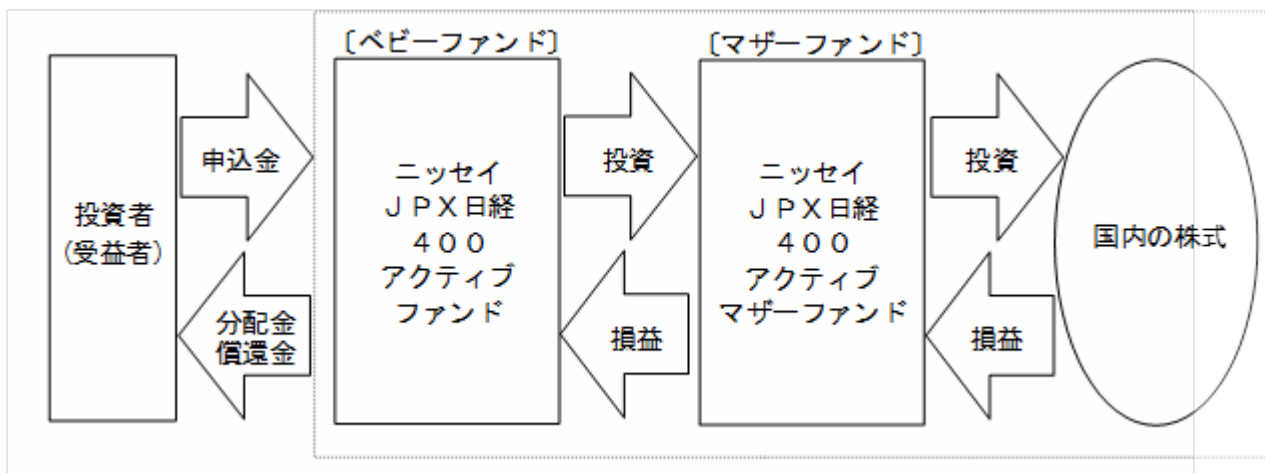 〔ベビーファンド〕
〔マザーファンド〕
投資者
(受益者)
申込金
分配金
償還金
ニッセイ
ＪＰＸ日経
４００
アクティブ
ファンド
投資
損益
ニッセイ
ＪＰＸ日経
４００
アクティブ
マザーファンド
投資
損益
国内の株式